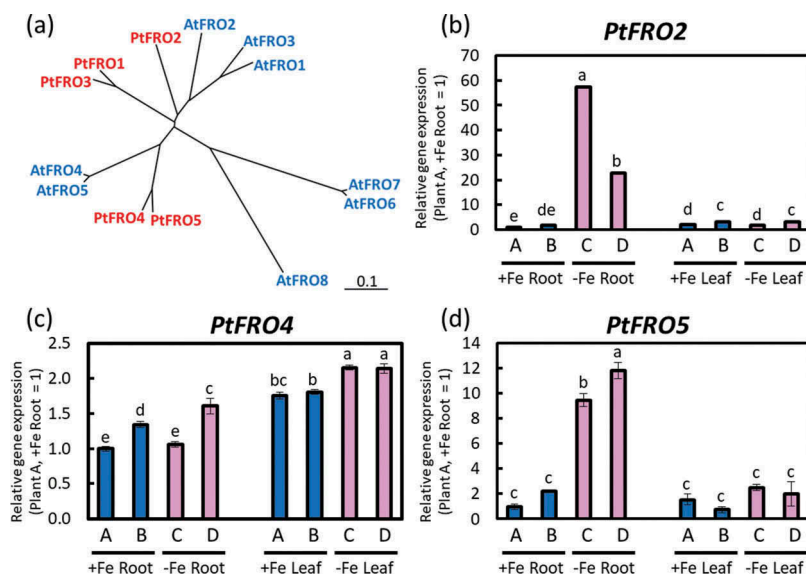 (a)
PtFRO2
AtFRO2
AtFRO3
AtFRO1
PtFRO1
PtFRO3
AtFRO4
AtFRO5
PtFRO4
PtFRO5
AtFRO7
AtFRO6
AtFRO8
0.1
(b)
PtFRO2
Relative gene expression
(Plant A, +Fe Root = 1)
70
60
50
40
30
20
10
0
e de a b d c d c
A B C D A B C D
+Fe Root -Fe Root +Fe Leaf -Fe Leaf
(c)
PtFRO4
Relative gene expression
(Plant A, +Fe Root = 1)
2.5
2.0
1.5
1.0
0.5
0.0
e d e c bc b a a
A B C D A B C D
+Fe Root -Fe Root +Fe Leaf -Fe Leaf
(d)
PtFRO5
Relative gene expression
(Plant A, +Fe Root = 1)
14
12
10
8
6
4
2
0
c c b a c c c c
A B C D A B C D
+Fe Root -Fe Root +Fe Leaf -Fe Leaf